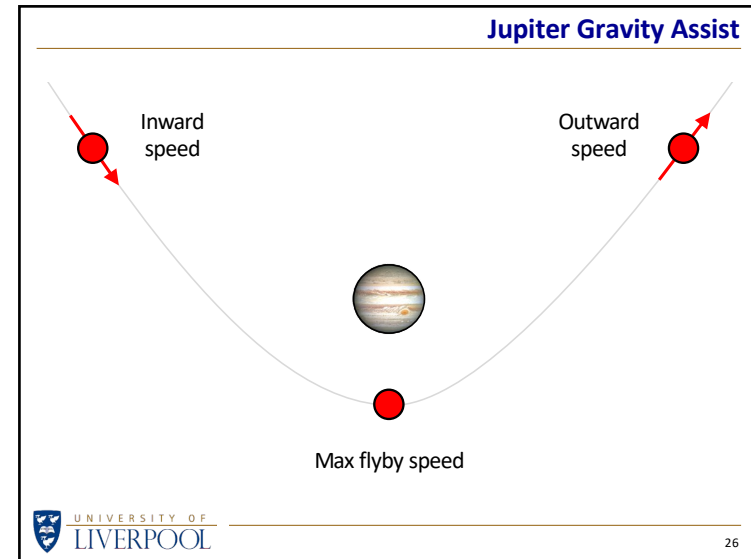 Jupiter Gravity Assist
Inward
speed
Outward
speed
Max flyby speed
UNIVERSITY OF
LIVERPOOL
26